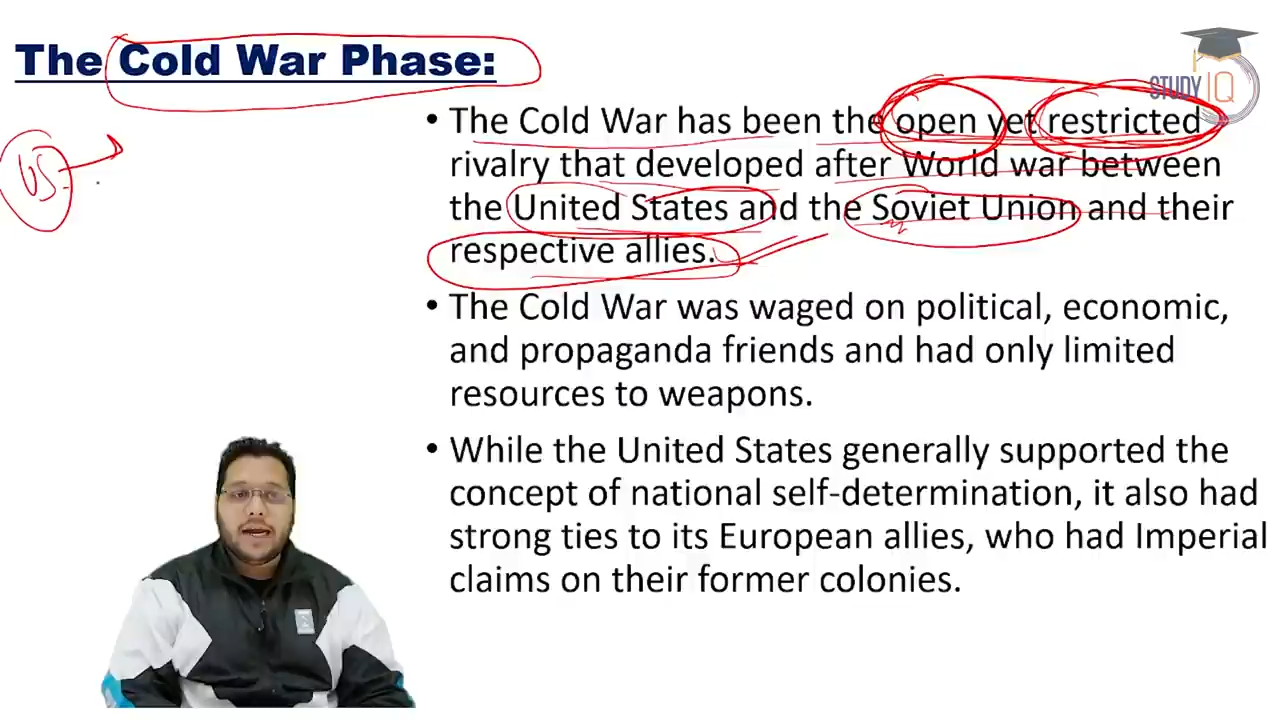 The Cold War Phase:
STUDY IQ
US
• The Cold War has been the open yet restricted
rivalry that developed after World war between
the United States and the Soviet Union and their
respective allies.
• The Cold War was waged on political, economic,
and propaganda friends and had only limited
resources to weapons.
• While the United States generally supported the
concept of national self-determination, it also had
strong ties to its European allies, who had Imperial
claims on their former colonies.